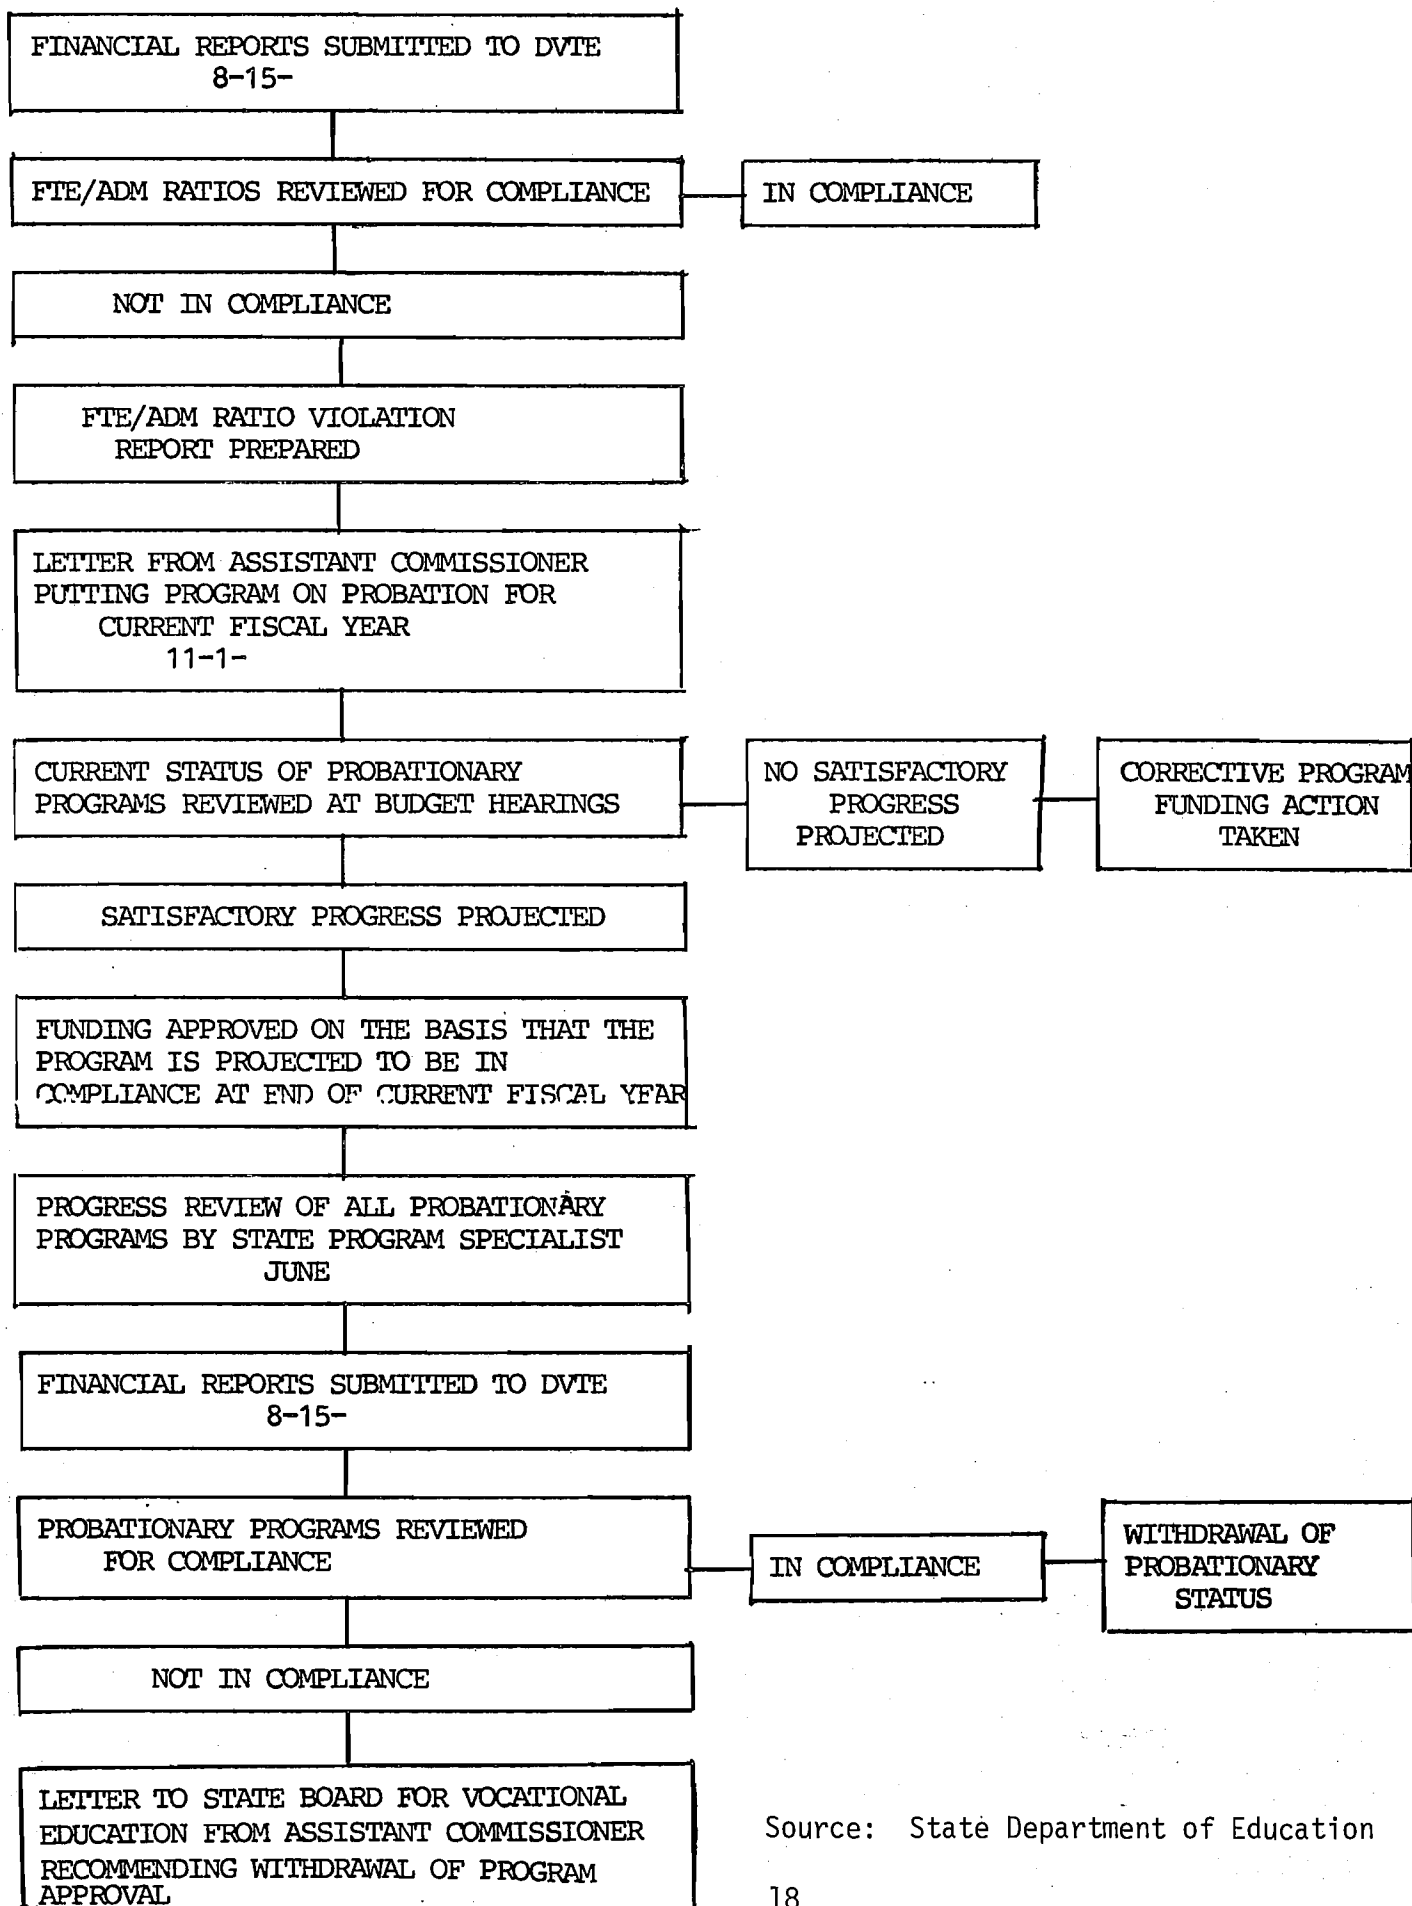 FINANCIAL REPORTS SUBMITTED TO DVTE
8-15-
FTE/ADM RATIOS REVIEWED FOR COMPLIANCE
IN COMPLIANCE
NOT IN COMPLIANCE
FTE/ADM RATIO VIOLATION
REPORT PREPARED
LETTER FROM ASSISTANT COMMISSIONER
PUTTING PROGRAM ON PROBATION FOR
CURRENT FISCAL YEAR
11-1-
CURRENT STATUS OF PROBATIONARY
PROGRAMS REVIEWED AT BUDGET HEARINGS
NO SATISFACTORY
PROGRESS
PROJECTED
CORRECTIVE PROGRAM
FUNDING ACTION
TAKEN
SATISFACTORY PROGRESS PROJECTED
FUNDING APPROVED ON THE BASIS THAT THE
PROGRAM IS PROJECTED TO BE IN
COMPLIANCE AT END OF CURRENT FISCAL YEAR
PROGRESS REVIEW OF ALL PROBATIONARY
PROGRAMS BY STATE PROGRAM SPECIALIST
JUNE
FINANCIAL REPORTS SUBMITTED TO DVTE
8-15-
PROBATIONARY PROGRAMS REVIEWED
FOR COMPLIANCE
IN COMPLIANCE
WITHDRAWAL OF
PROBATIONARY
STATUS
NOT IN COMPLIANCE
LETTER TO STATE BOARD FOR VOCATIONAL
EDUCATION FROM ASSISTANT COMMISSIONER
RECOMMENDING WITHDRAWAL OF PROGRAM
APPROVAL
Source: State Department of Education
18